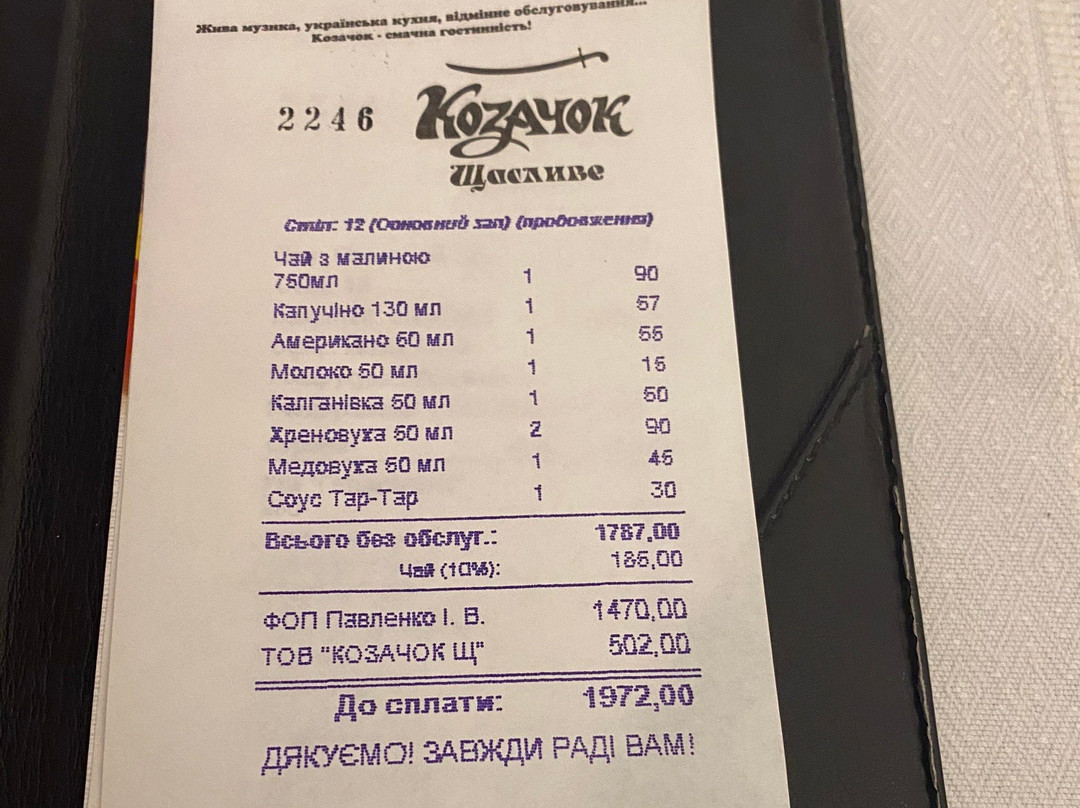 Жива музика, українська кухня, відмінне обслуговування...
Козачок - смачна гостинність!
2246 Козачок
Щасливе
Стіл: 12 (Основний зал) (продовження)
Чай з малиною
750мл 1 90
Капучіно 130 мл 1 57
Американо 60 мл 1 55
Молоко 50 мл 1 15
Калганівка 50 мл 1 50
Хреновуха 50 мл 2 90
Медовуха 50 мл 1 45
Соус Тар-Тар 1 30
Всього без обслуг.: 1787,00
Чай (10%): 185,00
ФОП Павленко І. В. 1470,00
ТОВ "КОЗАЧОК Щ" 502,00
До сплати: 1972,00
ДЯКУЄМО! ЗАВЖДИ РАДІ ВАМ!